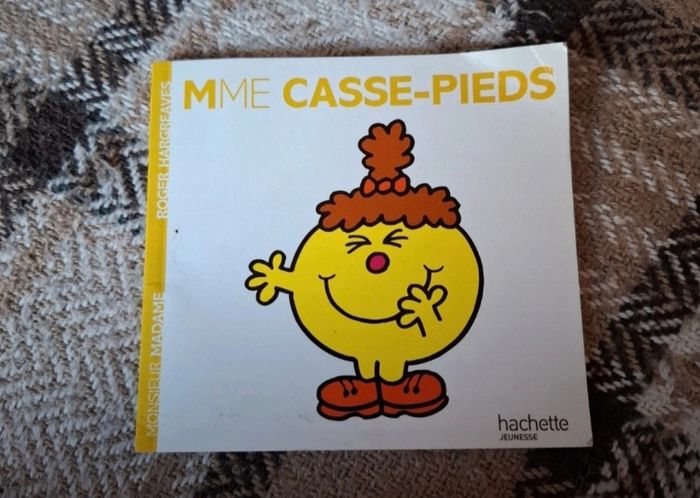 MME CASSE-PIEDS
MONSIEUR MADAME ROGER HARGREAVES
hachette
JEUNESSE